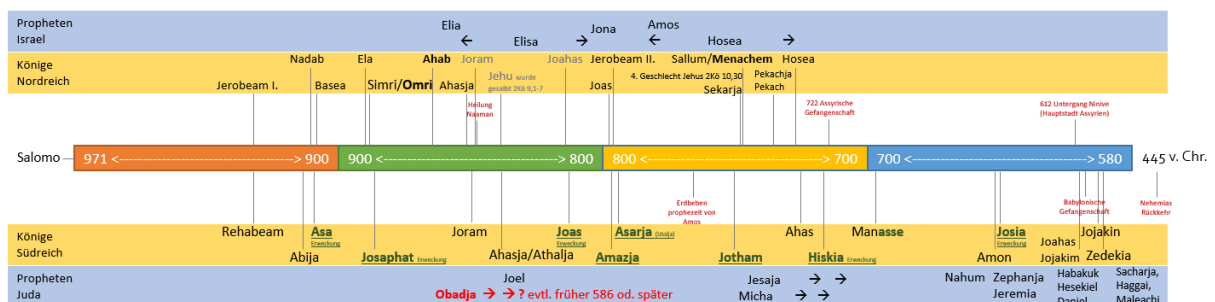 Propheten
Israel
Elia
←
Elisa
→
Jona
Amos
←
Hosea
→
Könige
Nordreich
Jerobeam I.
Nadab
Basea
Ela
Simri/Omri
Ahab
Ahasja
Joram
Jehu wurde
gesalbt 2Kö 9,1-7
Joahas
Joas
Jerobeam II.
Sallum/Menachem
4. Geschlecht Jehus 2Kö 10,30
Sekarja
Pekachja
Pekach
Hosea
Heilung
Naaman
722 Assyrische
Gefangenschaft
612 Untergang Ninive
(Hauptstadt Assyrien)
Salomo
971 <------------------------------> 900
900 <------------------------------> 800
800 <------------------------------> 700
700 <------------------------------> 580
445 v. Chr.
Erdbeben
prophezeit von
Amos
Babylonische
Gefangenschaft
Nehemias
Rückkehr
Könige
Südreich
Rehabeam
Abija
Asa
Erweckung
Josaphat Erweckung
Joram
Ahasja/Athalja
Joas
Erweckung
Amazja
Asarja (Ussija)
Jotham
Ahas
Hiskia Erweckung
Manasse
Amon
Josia
Erweckung
Joahas
Jojakim
Jojakin
Zedekia
Propheten
Juda
Obadja → → ? evtl. früher 586 od. später
Joel
Jesaja → →
Micha → →
Nahum
Zephanja
Jeremia
Habakuk
Hesekiel
Daniel
Sacharja,
Haggai,
Maleachi